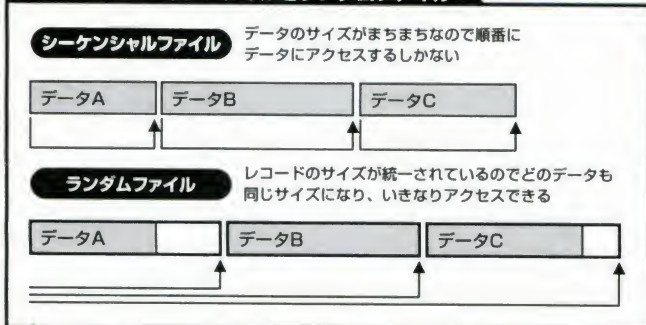 シーケンシャルファイル
データのサイズがまちまちなので順番に
データにアクセスするしかない
データA
データB
データC
ランダムファイル
レコードのサイズが統一されているのでどのデータも
同じサイズになり、いきなりアクセスできる
データA
データB
データC